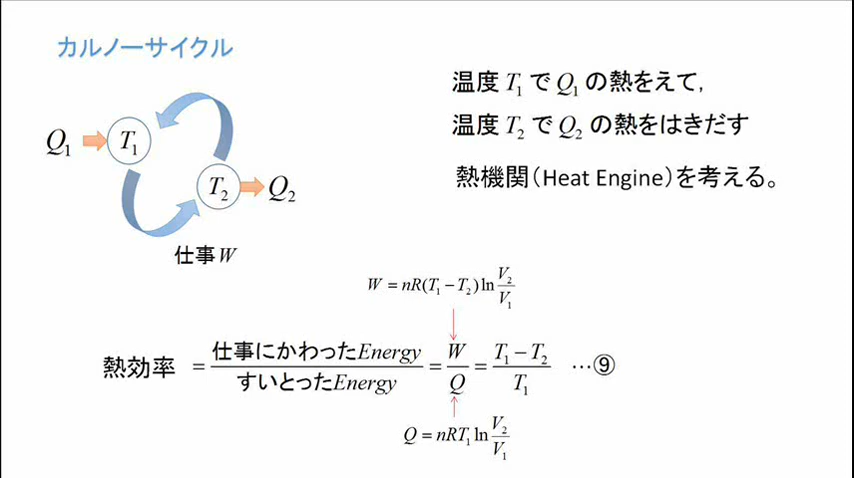 カルノーサイクル
温度 T₁ で Q₁ の熱をえて,
温度 T₂ で Q₂ の熱をはきだす
熱機関（Heat Engine）を考える。
Q₁ T₁
T₂ Q₂
仕事 W
W = nR(T₁ − T₂) ln V₂/V₁
熱効率 = 仕事にかわったEnergy/すいとったEnergy = W/Q = T₁ − T₂/T₁ …⑨
Q = nRT₁ ln V₂/V₁